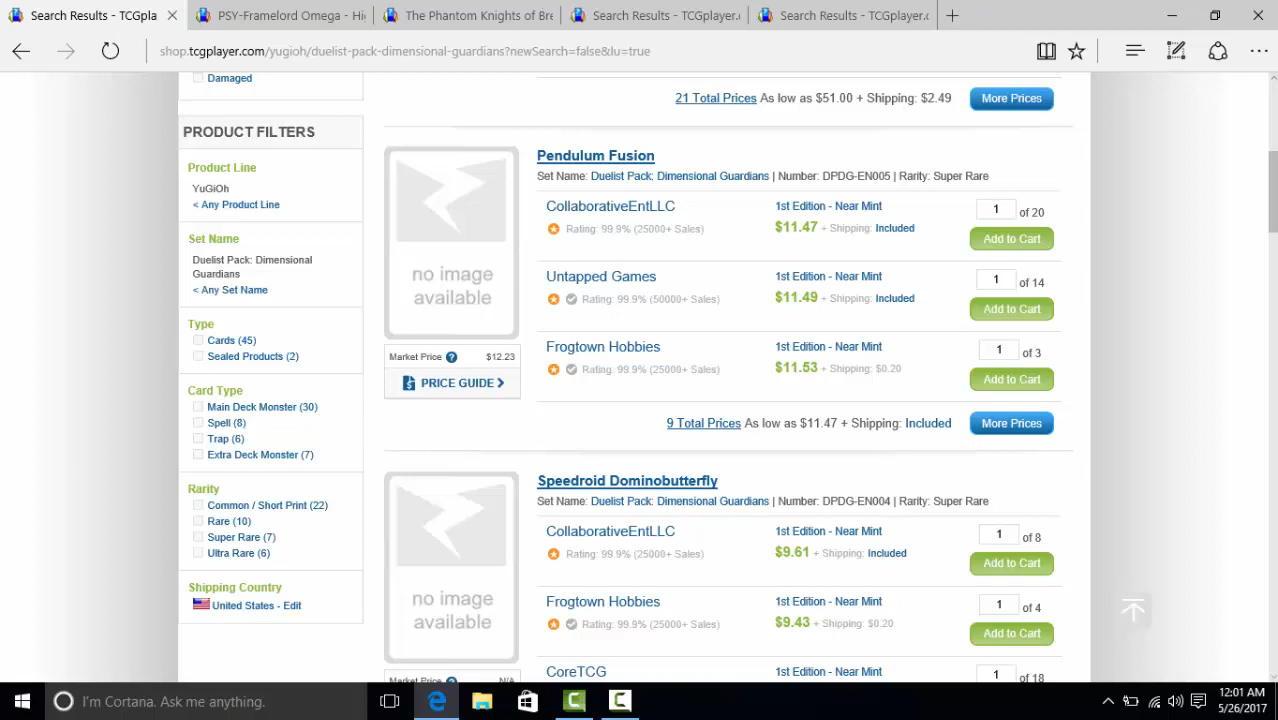 Search Results - TCGpla
PSY-Framelord Omega - Hi
The Phantom Knights of Bre
Search Results - TCGPlayer.c
Search Results - TCGPlayer.c
shop.tcgplayer.com/yugioh/duelist-pack-dimensional-guardians?newSearch=false&lu=true
Damaged
21 Total Prices As low as $51.00 + Shipping: $2.49 More Prices
PRODUCT FILTERS
Product Line
YuGiOh
< Any Product Line
Set Name
Duelist Pack: Dimensional
Guardians
< Any Set Name
Type
Cards (45)
Sealed Products (2)
Card Type
Main Deck Monster (30)
Spell (8)
Trap (6)
Extra Deck Monster (7)
Rarity
Common / Short Print (22)
Rare (10)
Super Rare (7)
Ultra Rare (6)
Shipping Country
United States - Edit
no image
available
Market Price ? $12.23
PRICE GUIDE
Pendulum Fusion
Set Name: Duelist Pack: Dimensional Guardians | Number: DPDG-EN005 | Rarity: Super Rare
CollaborativeEntLLC 1st Edition - Near Mint 1 of 20
Rating: 99.9% (25000+ Sales) $11.47 + Shipping: Included Add to Cart
Untapped Games 1st Edition - Near Mint 1 of 14
Rating: 99.9% (50000+ Sales) $11.49 + Shipping: Included Add to Cart
Frogtown Hobbies 1st Edition - Near Mint 1 of 3
Rating: 99.9% (25000+ Sales) $11.53 + Shipping: $0.20 Add to Cart
9 Total Prices As low as $11.47 + Shipping: Included More Prices
no image
available
Market Price ? N/A
Speedroid Dominobutterfly
Set Name: Duelist Pack: Dimensional Guardians | Number: DPDG-EN004 | Rarity: Super Rare
CollaborativeEntLLC 1st Edition - Near Mint 1 of 8
Rating: 99.9% (25000+ Sales) $9.61 + Shipping: Included Add to Cart
Frogtown Hobbies 1st Edition - Near Mint 1 of 4
Rating: 99.9% (25000+ Sales) $9.43 + Shipping: $0.20 Add to Cart
CoreTCG 1st Edition - Near Mint 1 of 18
I'm Cortana. Ask me anything.
12:01 AM
5/26/2017